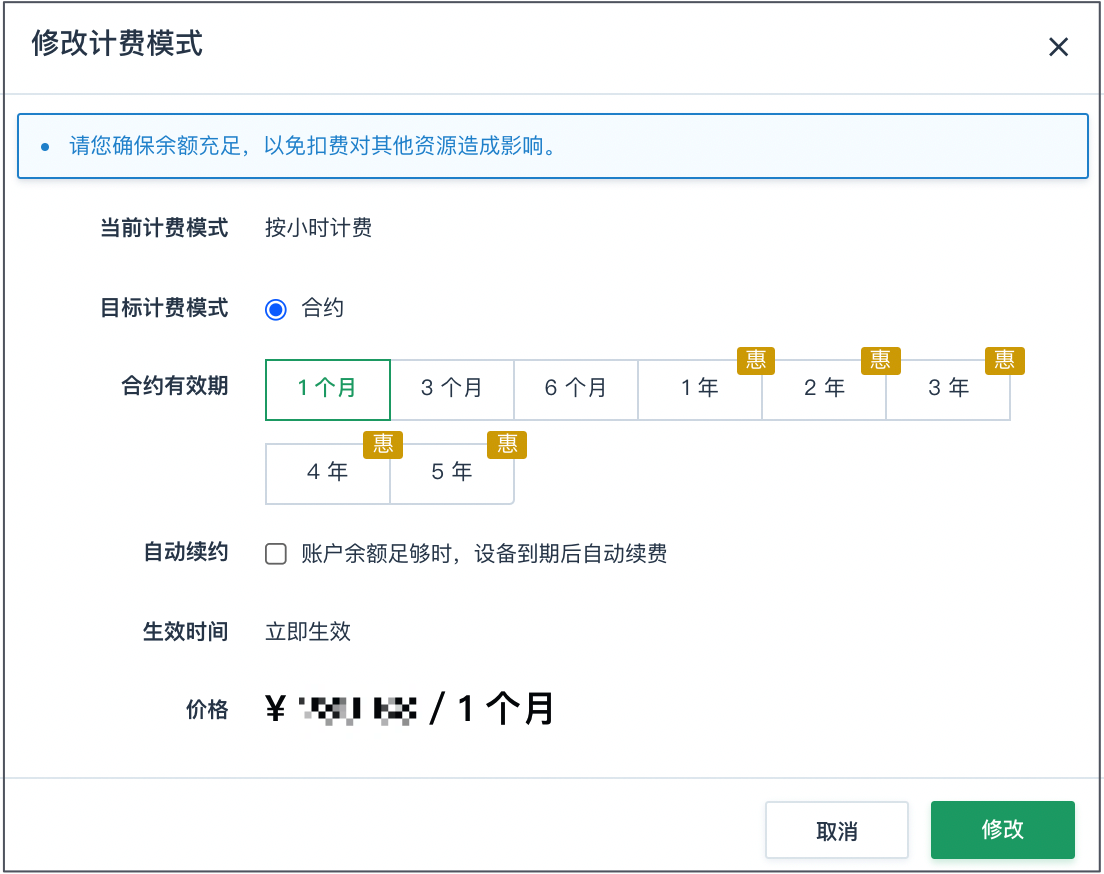 修改计费模式
请您确保余额充足，以免扣费对其他资源造成影响。
当前计费模式 按小时计费
目标计费模式 合约
合约有效期 1 个月 3 个月 6 个月 1 年 惠 2 年 惠 3 年 惠
4 年 惠 5 年 惠
自动续约 账户余额足够时，设备到期后自动续费
生效时间 立即生效
价格 ¥ / 1 个月
取消 修改